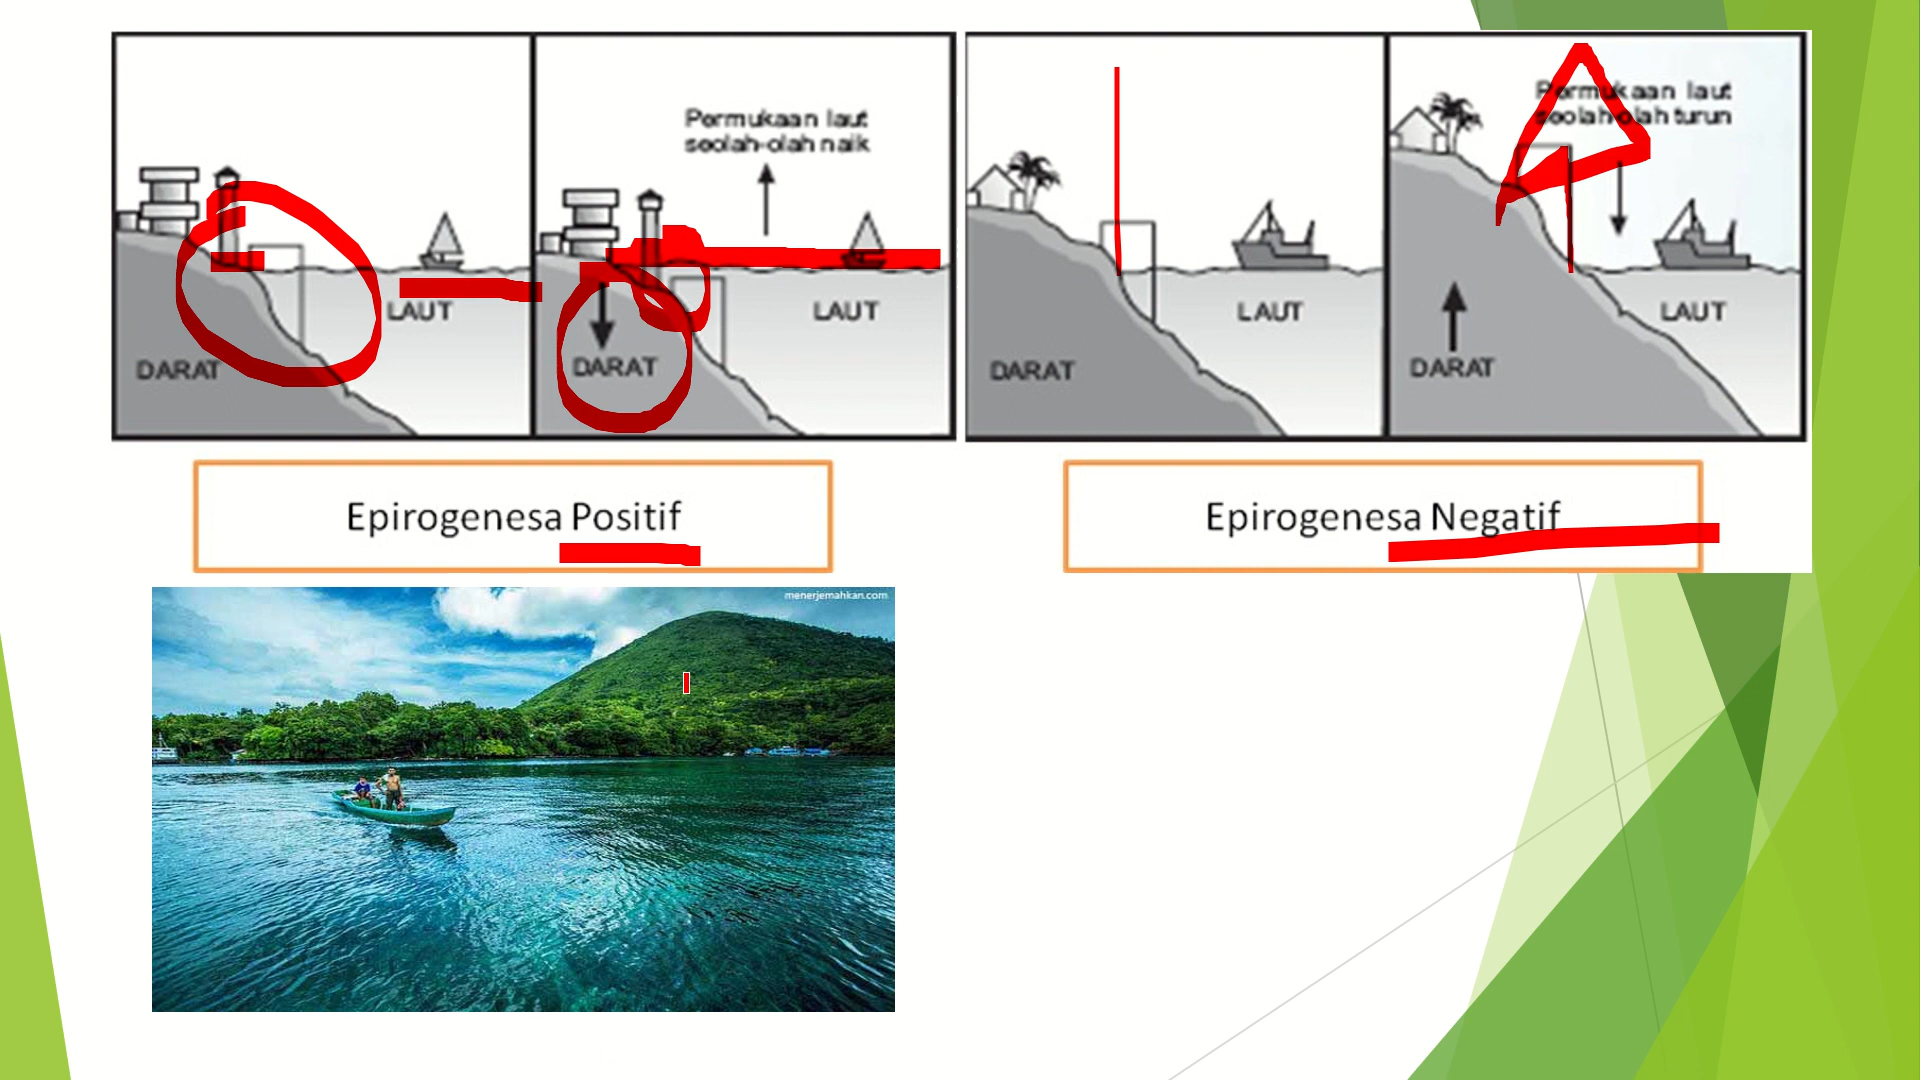 Permukaan laut
seolah-olah naik
LAUT
DARAT
LAUT
DARAT
Permukaan laut
seolah-olah turun
LAUT
DARAT
LAUT
DARAT
Epirogenesa Positif
Epirogenesa Negatif
menerjemahkan.com